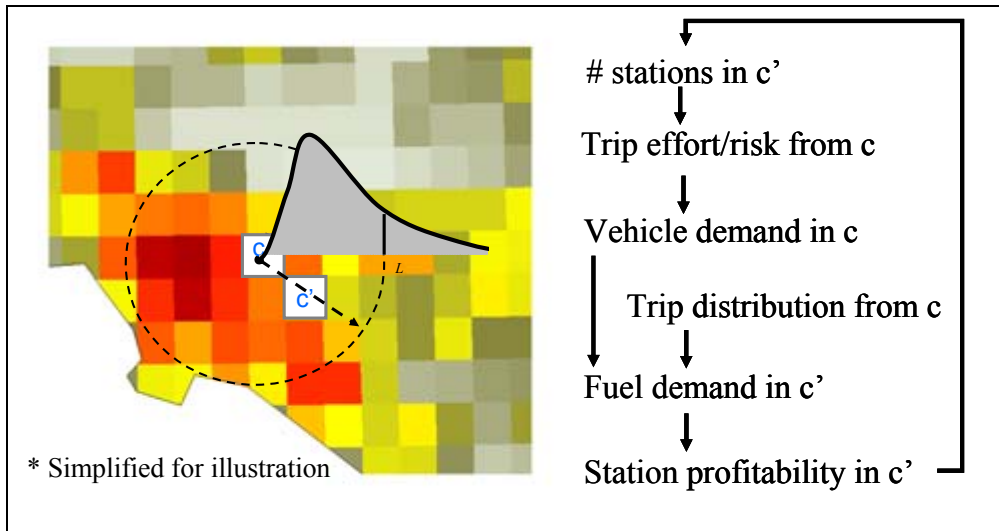 c
c’
L
* Simplified for illustration
# stations in c’
Trip effort/risk from c
Vehicle demand in c
Trip distribution from c
Fuel demand in c’
Station profitability in c’